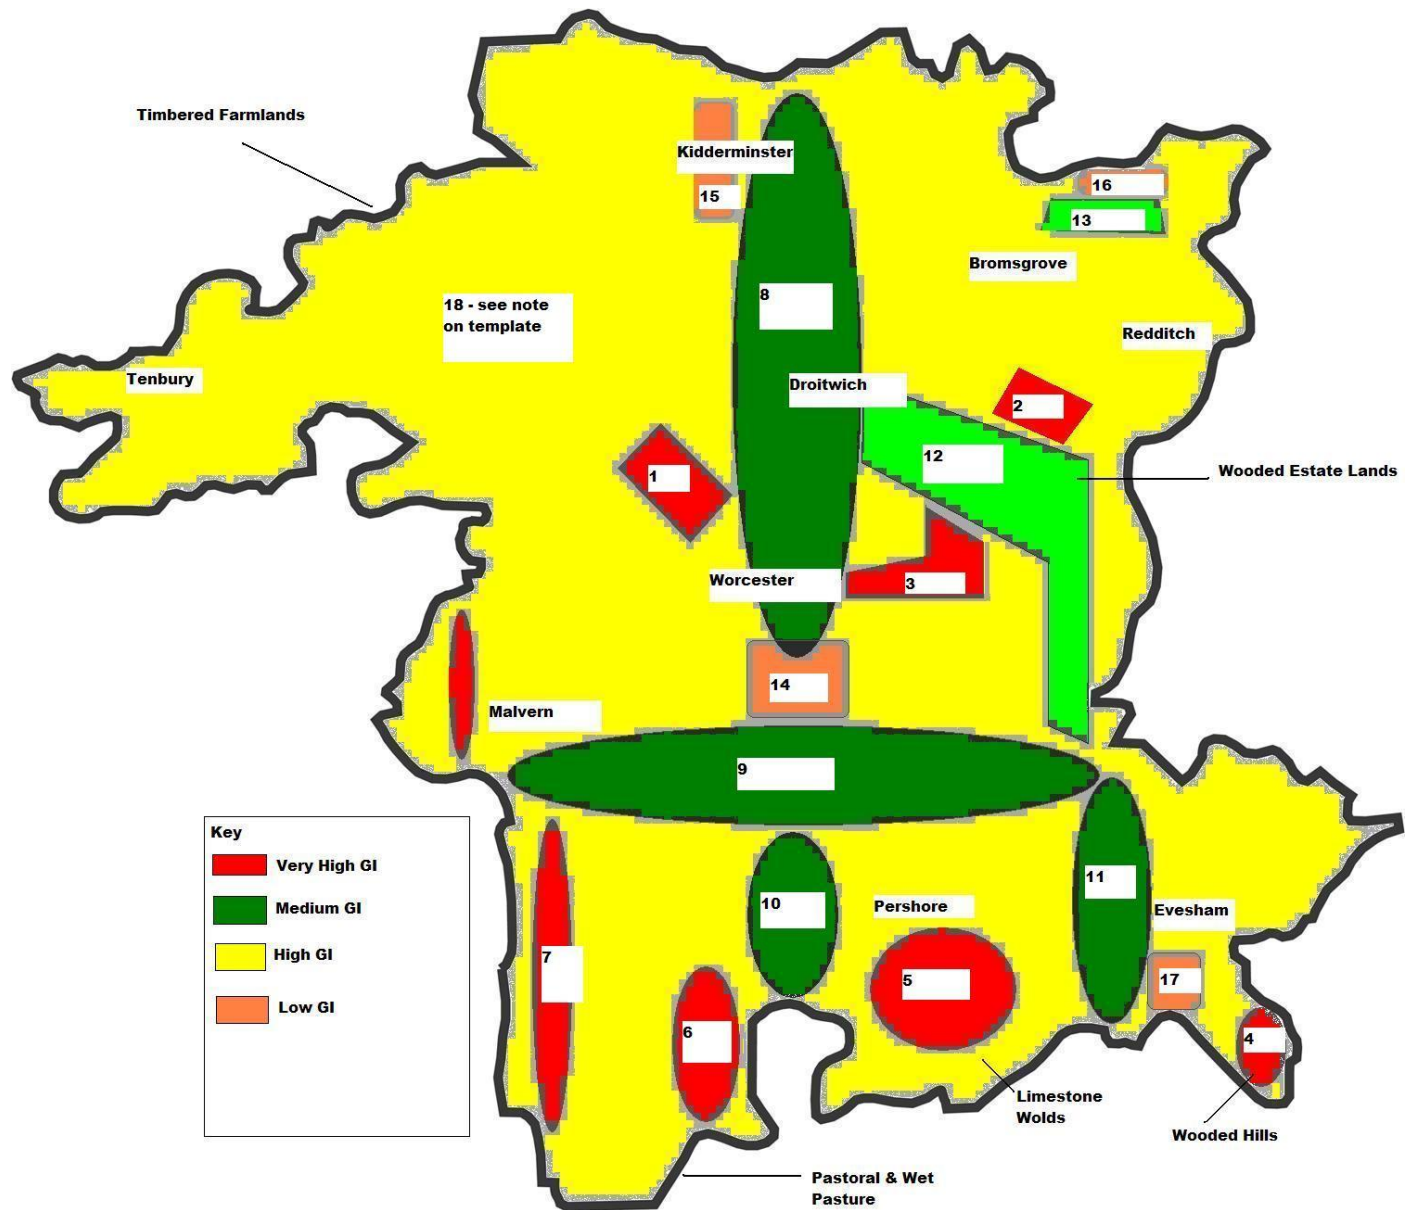 Timbered Farmlands
Kidderminster
15
16
13
Bromsgrove
8
18 - see note
on template
Redditch
Tenbury
Droitwich
2
12
1
Wooded Estate Lands
Worcester
3
14
Malvern
9
Key
Very High GI
Medium GI
High GI
Low GI
11
10
Pershore
Evesham
7
5
17
6
4
Limestone
Wolds
Wooded Hills
Pastoral & Wet
Pasture